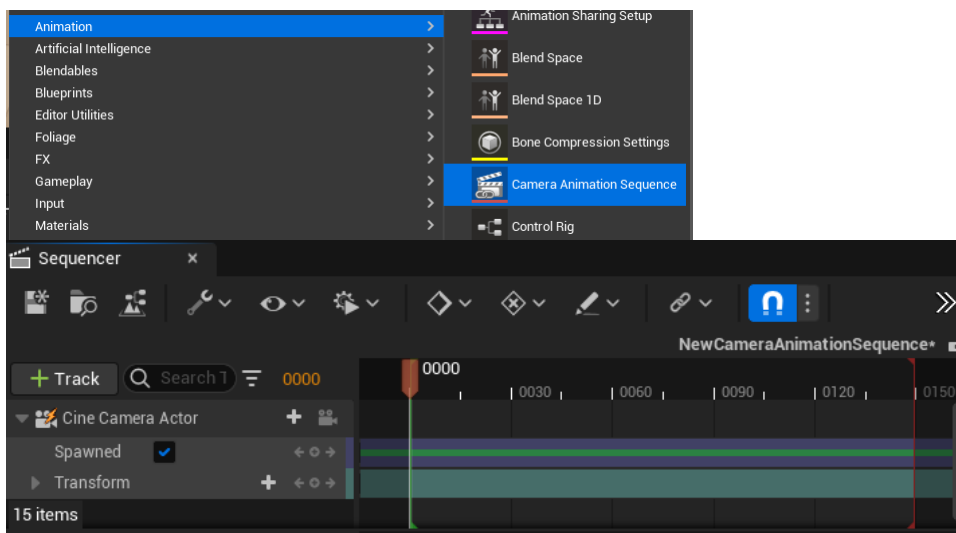 Animation
Artificial Intelligence
Blendables
Blueprints
Editor Utilities
Foliage
FX
Gameplay
Input
Materials
Animation Sharing Setup
Blend Space
Blend Space 1D
Bone Compression Settings
Camera Animation Sequence
Control Rig
Sequencer
NewCameraAnimationSequence*
+ Track
Search T
0000
0000
0030
0060
0090
0120
0150
Cine Camera Actor
Spawned
Transform
15 items